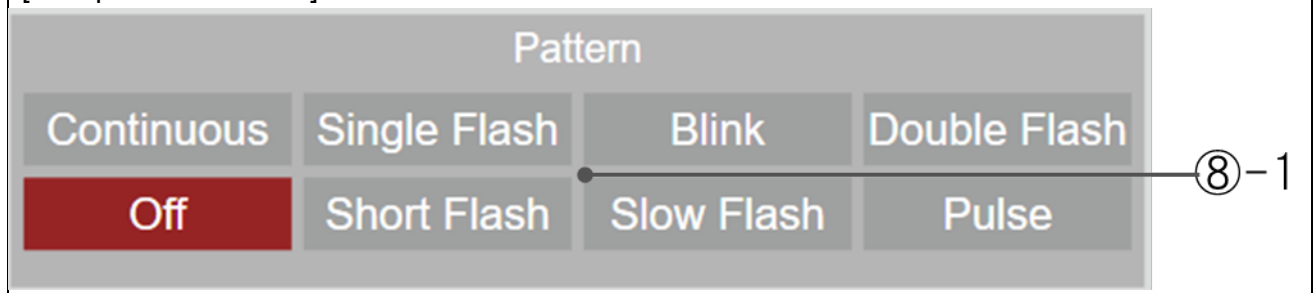 Pattern
Continuous Single Flash Blink Double Flash
⑧-1
Off Short Flash Slow Flash Pulse